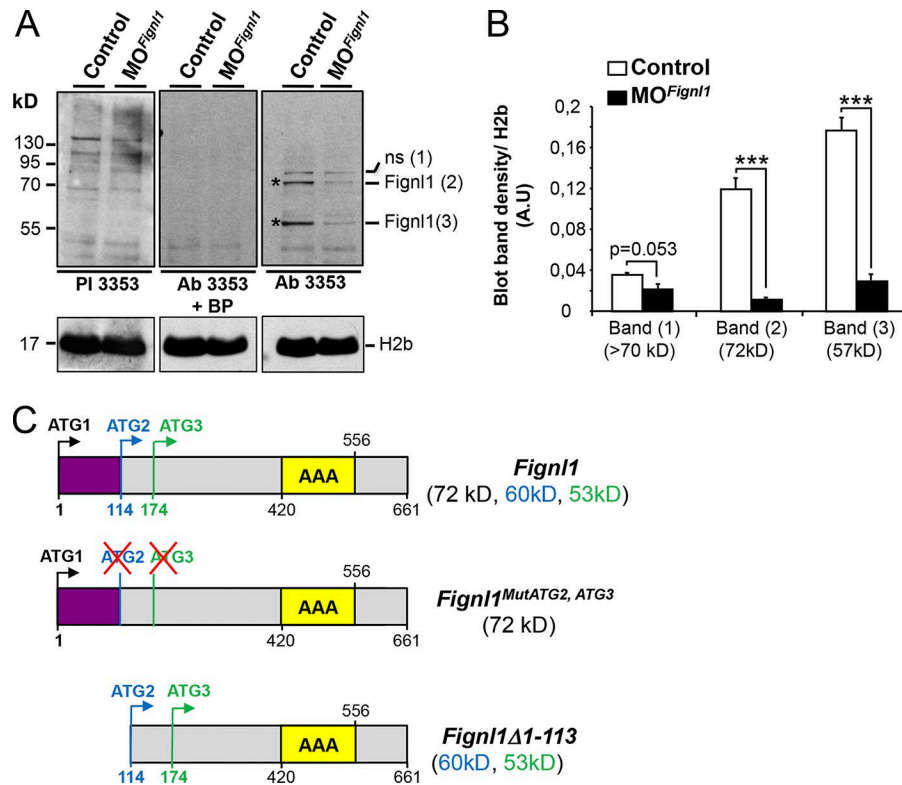 A
Control
MOFignl1
Control
MOFignl1
Control
MOFignl1
kD
130
95
70
55
ns (1)
* Fignl1 (2)
* Fignl1(3)
PI 3353
Ab 3353
+ BP
Ab 3353
17
H2b
B
Control
MOFignl1
Blot band density/ H2b
(A.U)
0,2
0,16
0,12
0,08
0,04
0
p=0.053
***
***
Band (1)
(>70 kD)
Band (2)
(72kD)
Band (3)
(57kD)
C
ATG1 ATG2 ATG3
556
AAA
1 114 174 420 661
Fignl1
(72 kD, 60kD, 53kD)
ATG1 ATG2 ATG3
556
AAA
1 420 661
Fignl1MutATG2, ATG3
(72 kD)
ATG2 ATG3
556
AAA
114 174 420 661
Fignl1Δ1-113
(60kD, 53kD)